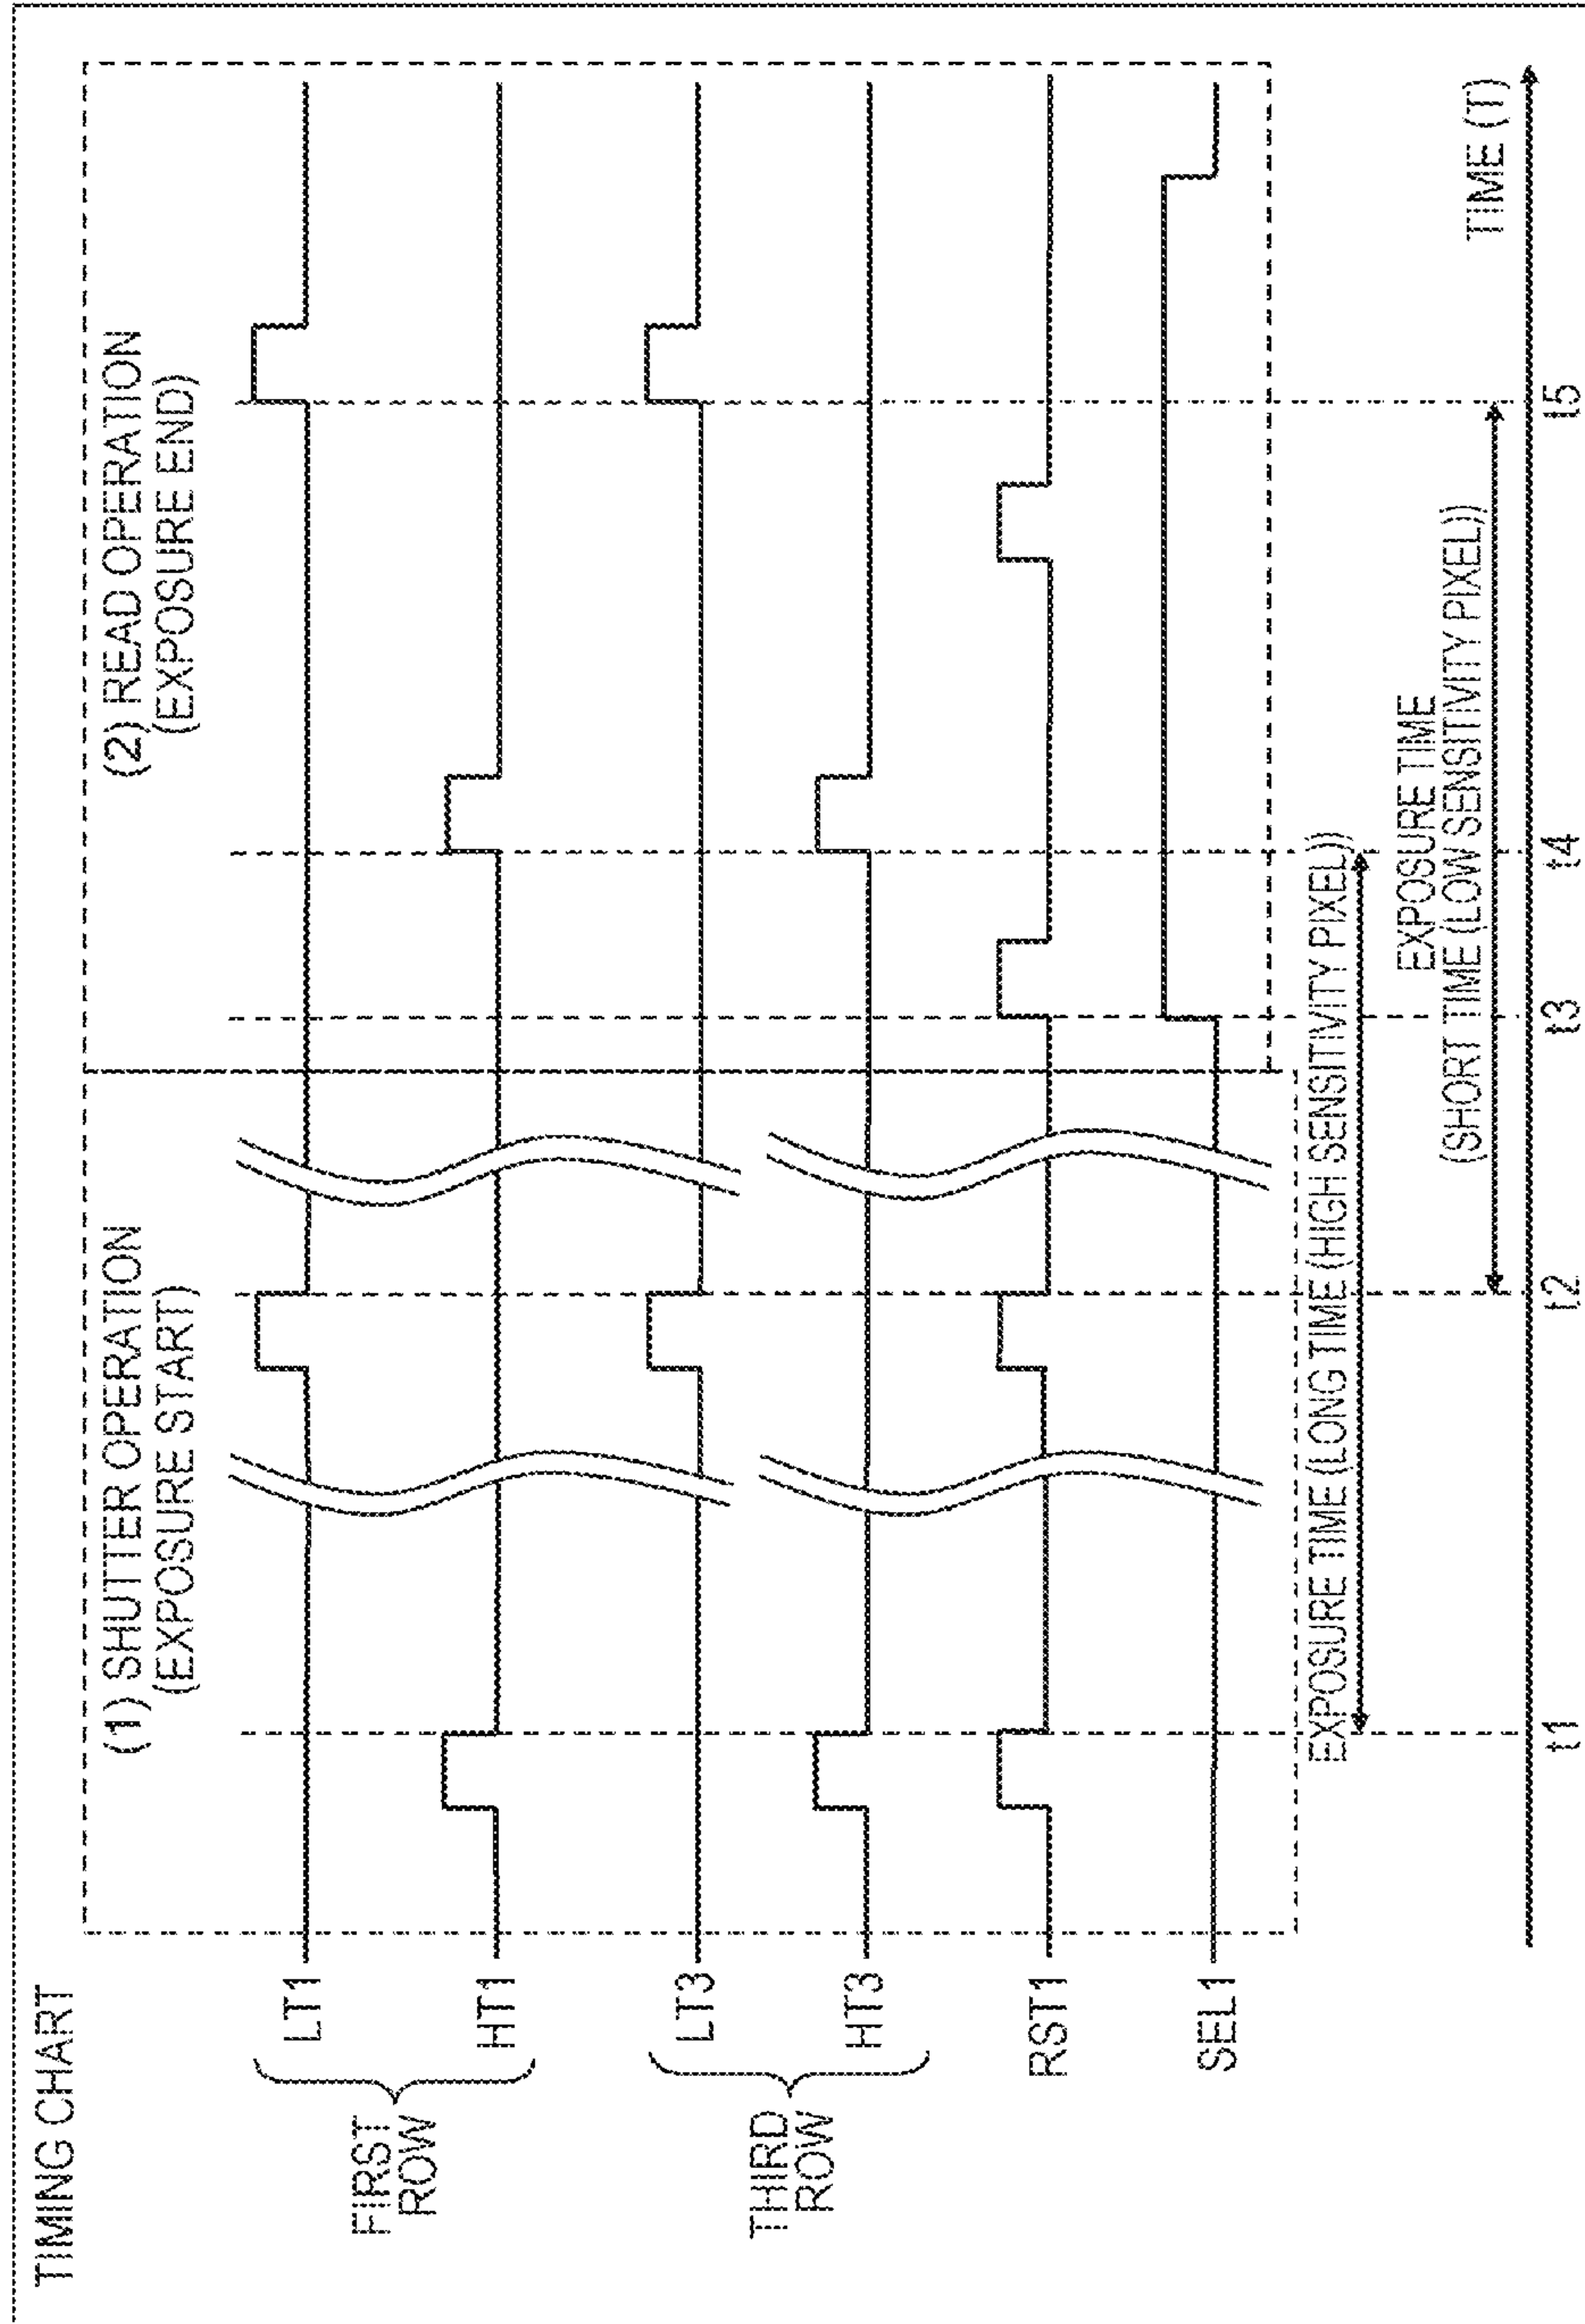 TIMING CHART
(1) SHUTTER OPERATION
(EXPOSURE START)
(2) READ OPERATION
(EXPOSURE END)
FIRST
ROW
LT1
HT1
THIRD
ROW
LT3
HT3
RST1
SEL1
EXPOSURE TIME (LONG TIME (HIGH SENSITIVITY PIXEL))
EXPOSURE TIME
(SHORT TIME (LOW SENSITIVITY PIXEL))
TIME (T)
t1
t2
t3
t4
t5